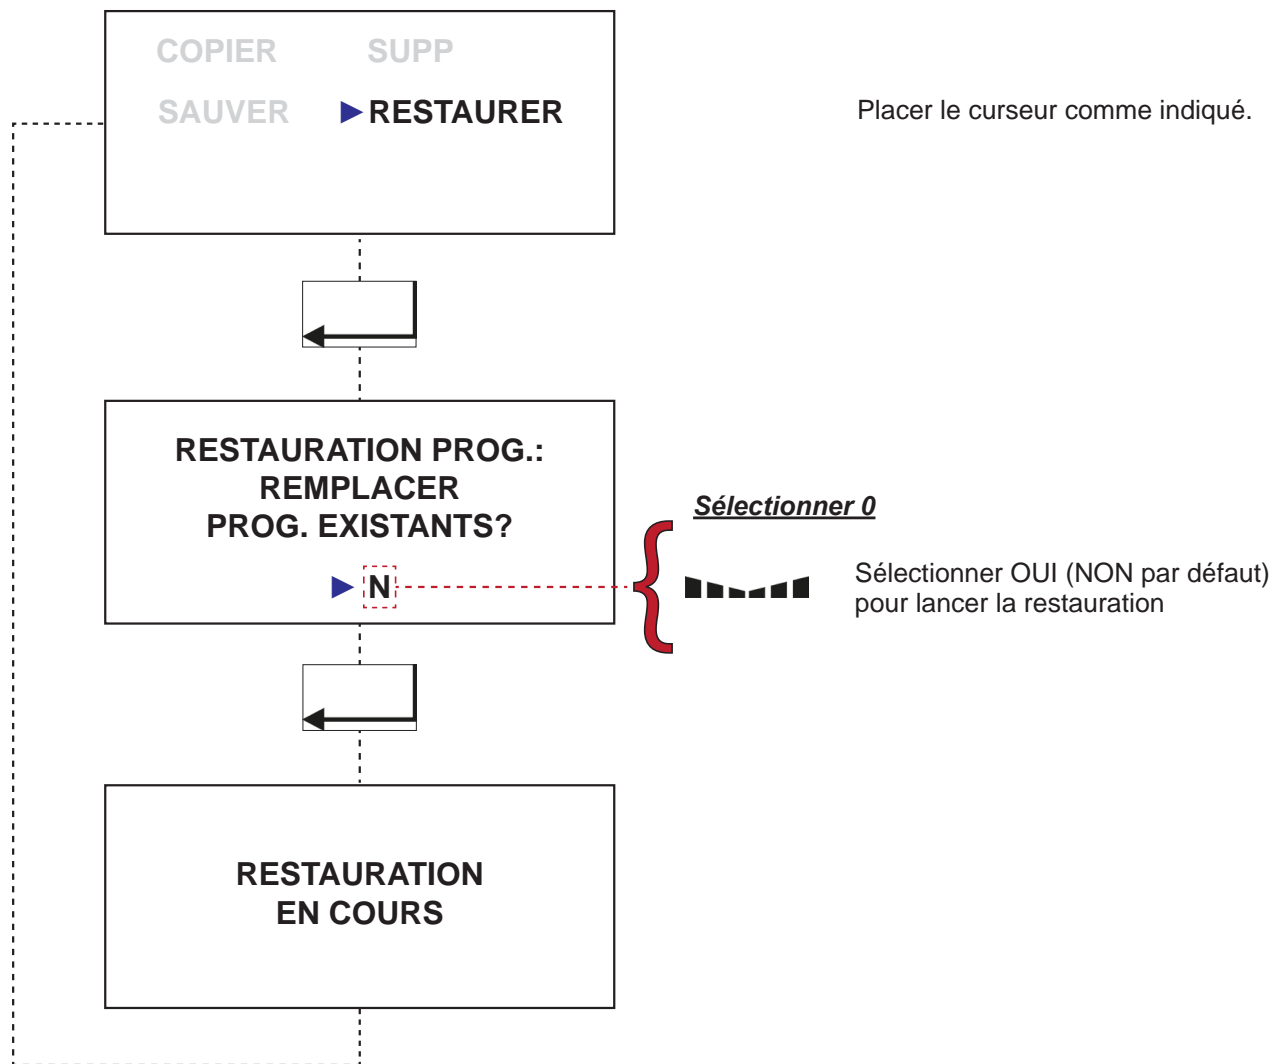 COPIER SUPP
SAUVER RESTAURER
Placer le curseur comme indiqué.
RESTAURATION PROG.:
REMPLACER
PROG. EXISTANTS?
N
Sélectionner 0
Sélectionner OUI (NON par défaut)
pour lancer la restauration
RESTAURATION
EN COURS